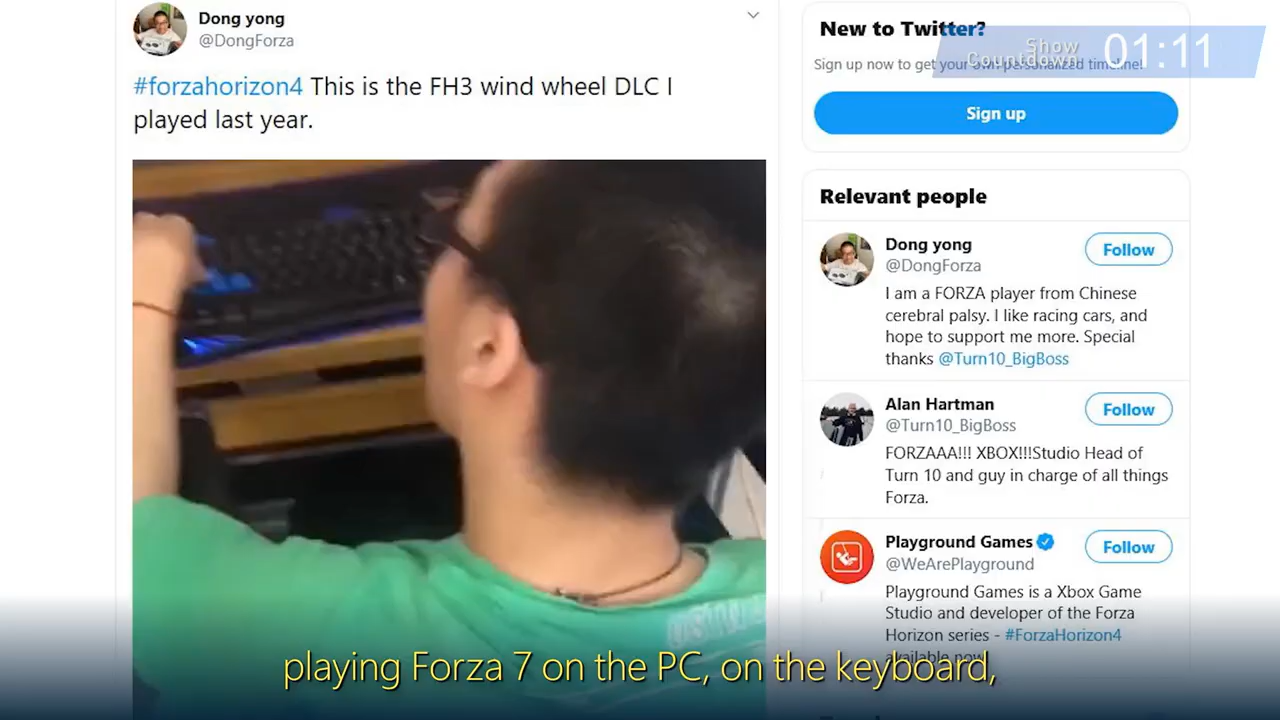 Dong yong
@DongForza
#forzahorizon4 This is the FH3 wind wheel DLC I
played last year.
New to Twitter?
Sign up now to get your own personalized timeline!
Sign up
Show
Countdown
01:11
Relevant people
Dong yong
@DongForza
Follow
I am a FORZA player from Chinese
cerebral palsy. I like racing cars, and
hope to support me more. Special
thanks @Turn10_BigBoss
Alan Hartman
@Turn10_BigBoss
Follow
FORZAAA!!! XBOX!!!Studio Head of
Turn 10 and guy in charge of all things
Forza.
Playground Games
@WeArePlayground
Follow
Playground Games is a Xbox Game
Studio and developer of the Forza
Horizon series - #ForzaHorizon4
available now
playing Forza 7 on the PC, on the keyboard,